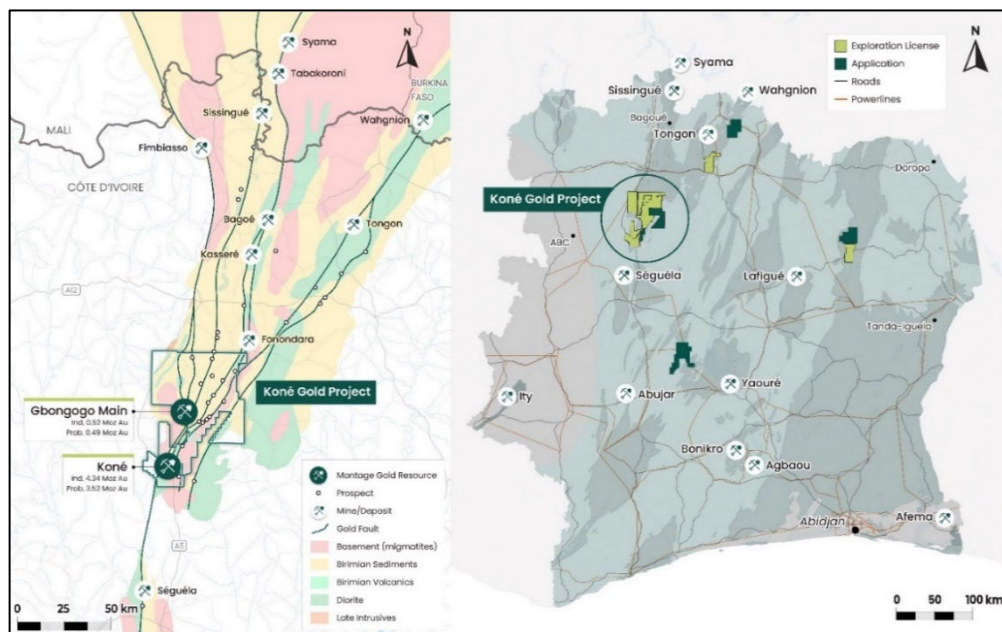 N
Syama
Tabakoroni
BURKINA
FASO
Sissingué
Wahgnion
MALI
Fimbiasso
CÔTE D'IVOIRE
Bagoé
Tongon
Kasseré
A12
Fonondara
Koné Gold Project
Gbongogo Main
Ind. 0.52 Moz Au
Prob. 0.49 Moz Au
Koné
Ind. 4.34 Moz Au
Prob. 3.52 Moz Au
Montage Gold Resource
Prospect
Mine/Deposit
Gold Fault
Basement (migmatites)
Birimian Sediments
Birimian Volcanics
Diorite
Late Intrusives
A5
Séguéla
0 25 50 km
N
Exploration License
Application
Roads
Powerlines
Syama
Sissingué
Wahgnion
Bagoué
Tongon
Doropo
Koné Gold Project
ABC
Séguéla
Lafigué
Tanda-Iguela
Ity
Abujar
Yaouré
Bonikro
Agbaou
Abidjan
Afema
0 25 50 100 km